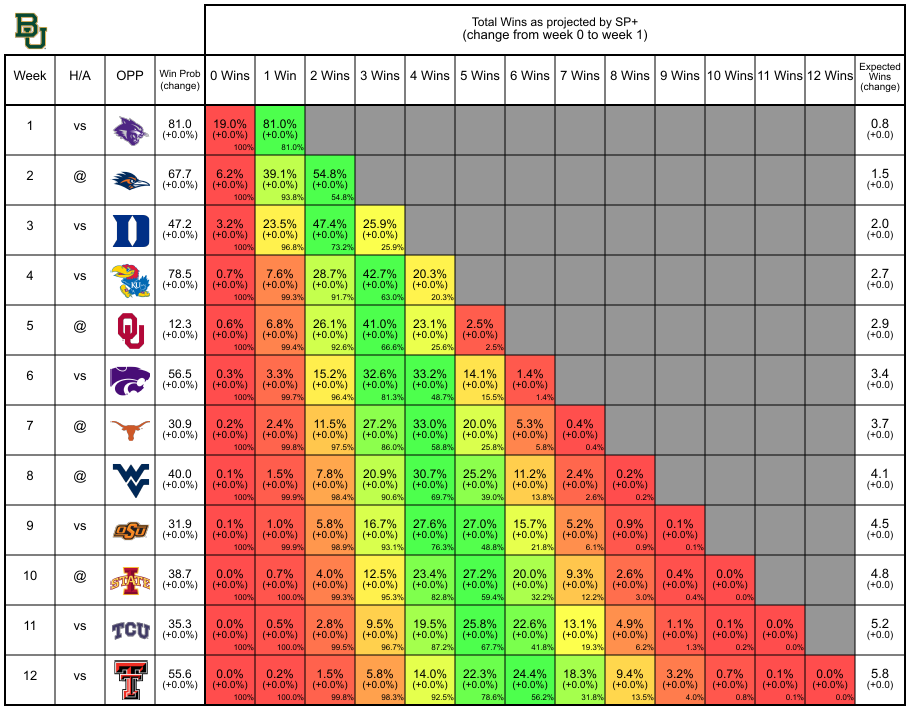 BU
Total Wins as projected by SP+
(change from week 0 to week 1)
Week H/A OPP Win Prob (change) 0 Wins 1 Win 2 Wins 3 Wins 4 Wins 5 Wins 6 Wins 7 Wins 8 Wins 9 Wins 10 Wins 11 Wins 12 Wins Expected Wins (change)
1 vs 81.0 19.0% 81.0% 0.8
(+0.0%) (+0.0%) (+0.0%) (+0.0)
100% 81.0%
2 @ 67.7 6.2% 39.1% 54.8% 1.5
(+0.0%) (+0.0%) (+0.0%) (+0.0%) (+0.0)
100% 93.8% 54.8%
3 vs D 47.2 3.2% 23.5% 47.4% 25.9% 2.0
(+0.0%) (+0.0%) (+0.0%) (+0.0%) (+0.0%) (+0.0)
100% 96.8% 73.2% 25.9%
4 vs KU 78.5 0.7% 7.6% 28.7% 42.7% 20.3% 2.7
(+0.0%) (+0.0%) (+0.0%) (+0.0%) (+0.0%) (+0.0%) (+0.0)
100% 99.3% 91.7% 63.0% 20.3%
5 @ OU 12.3 0.6% 6.8% 26.1% 41.0% 23.1% 2.5% 2.9
(+0.0%) (+0.0%) (+0.0%) (+0.0%) (+0.0%) (+0.0%) (+0.0%) (+0.0)
100% 99.4% 92.6% 66.6% 25.6% 2.5%
6 vs 56.5 0.3% 3.3% 15.2% 32.6% 33.2% 14.1% 1.4% 3.4
(+0.0%) (+0.0%) (+0.0%) (+0.0%) (+0.0%) (+0.0%) (+0.0%) (+0.0%) (+0.0)
100% 99.7% 96.4% 81.3% 48.7% 15.5% 1.4%
7 @ 30.9 0.2% 2.4% 11.5% 27.2% 33.0% 20.0% 5.3% 0.4% 3.7
(+0.0%) (+0.0%) (+0.0%) (+0.0%) (+0.0%) (+0.0%) (+0.0%) (+0.0%) (+0.0%) (+0.0)
100% 99.8% 97.5% 86.0% 58.8% 25.8% 5.8% 0.4%
8 @ WV 40.0 0.1% 1.5% 7.8% 20.9% 30.7% 25.2% 11.2% 2.4% 0.2% 4.1
(+0.0%) (+0.0%) (+0.0%) (+0.0%) (+0.0%) (+0.0%) (+0.0%) (+0.0%) (+0.0%) (+0.0%) (+0.0)
100% 99.9% 98.4% 90.6% 69.7% 39.0% 13.8% 2.6% 0.2%
9 vs OSU 31.9 0.1% 1.0% 5.8% 16.7% 27.6% 27.0% 15.7% 5.2% 0.9% 0.1% 4.5
(+0.0%) (+0.0%) (+0.0%) (+0.0%) (+0.0%) (+0.0%) (+0.0%) (+0.0%) (+0.0%) (+0.0%) (+0.0%) (+0.0)
100% 99.9% 98.9% 93.1% 76.3% 48.8% 21.8% 6.1% 0.9% 0.1%
10 @ I STATE 38.7 0.0% 0.7% 4.0% 12.5% 23.4% 27.2% 20.0% 9.3% 2.6% 0.4% 0.0% 4.8
(+0.0%) (+0.0%) (+0.0%) (+0.0%) (+0.0%) (+0.0%) (+0.0%) (+0.0%) (+0.0%) (+0.0%) (+0.0%) (+0.0%) (+0.0)
100% 100.0% 99.3% 95.3% 82.8% 59.4% 32.2% 12.2% 3.0% 0.4% 0.0%
11 vs TCU 35.3 0.0% 0.5% 2.8% 9.5% 19.5% 25.8% 22.6% 13.1% 4.9% 1.1% 0.1% 0.0% 5.2
(+0.0%) (+0.0%) (+0.0%) (+0.0%) (+0.0%) (+0.0%) (+0.0%) (+0.0%) (+0.0%) (+0.0%) (+0.0%) (+0.0%) (+0.0%) (+0.0)
100% 100.0% 99.5% 96.7% 87.2% 67.7% 41.8% 19.3% 6.2% 1.3% 0.2% 0.0%
12 vs T 55.6 0.0% 0.2% 1.5% 5.8% 14.0% 22.3% 24.4% 18.3% 9.4% 3.2% 0.7% 0.1% 0.0% 5.8
(+0.0%) (+0.0%) (+0.0%) (+0.0%) (+0.0%) (+0.0%) (+0.0%) (+0.0%) (+0.0%) (+0.0%) (+0.0%) (+0.0%) (+0.0%) (+0.0%) (+0.0)
100% 100.0% 99.8% 98.3% 92.5% 78.6% 56.2% 31.8% 13.5% 4.0% 0.8% 0.1% 0.0%